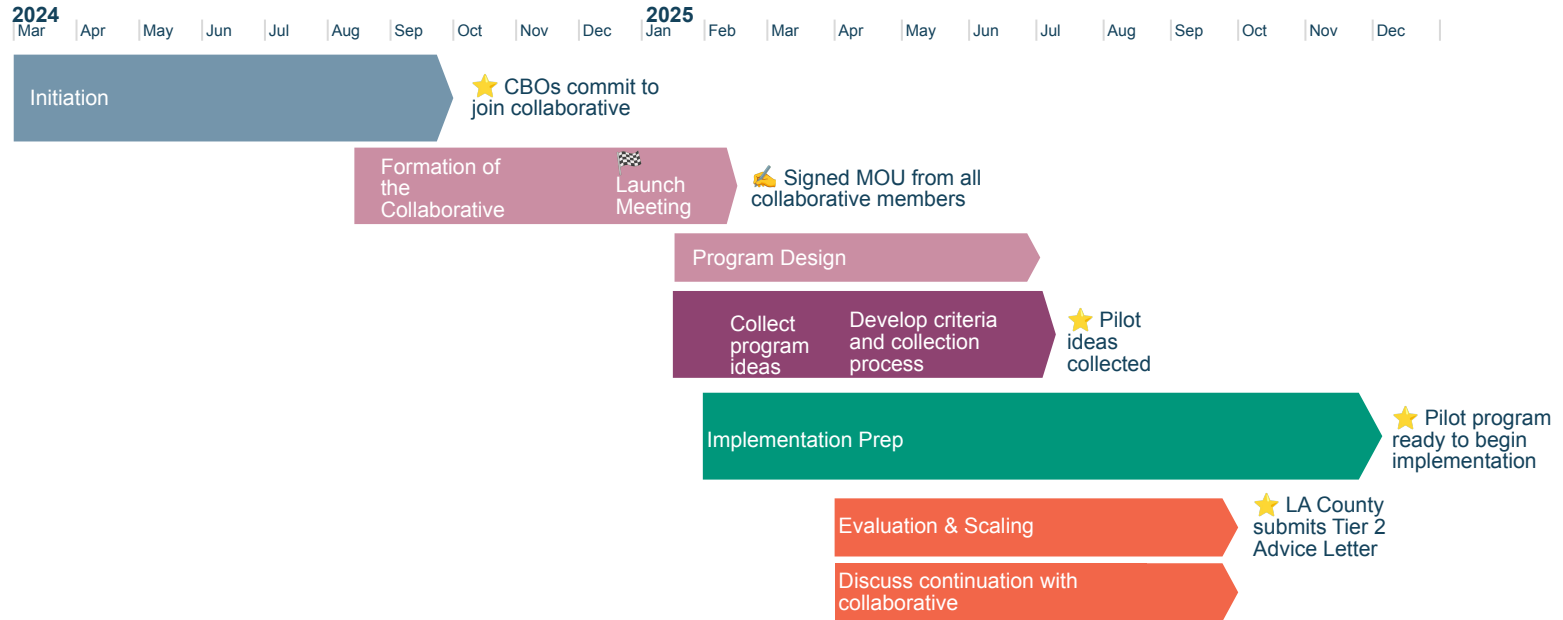 2024 2025
Mar Apr May Jun Jul Aug Sep Oct Nov Dec Jan Feb Mar Apr May Jun Jul Aug Sep Oct Nov Dec
Initiation
⭐ CBOs commit to
join collaborative
Formation of
the
Collaborative
🏁
Launch
Meeting
✍️ Signed MOU from all
collaborative members
Program Design
Collect
program
ideas
Develop criteria
and collection
process
⭐ Pilot
ideas
collected
Implementation Prep
⭐ Pilot program
ready to begin
implementation
Evaluation & Scaling
⭐ LA County
submits Tier 2
Advice Letter
Discuss continuation with
collaborative